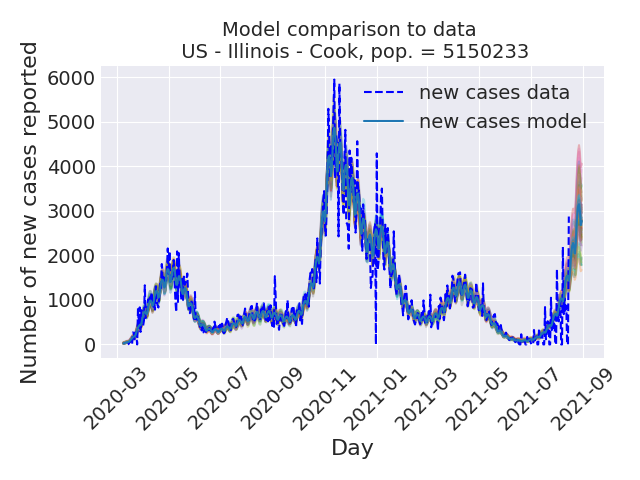 Model comparison to data
US - Illinois - Cook, pop. = 5150233
Number of new cases reported
6000
5000
4000
3000
2000
1000
0
new cases data
new cases model
2020-03
2020-05
2020-07
2020-09
2020-11
2021-01
2021-03
2021-05
2021-07
2021-09
Day